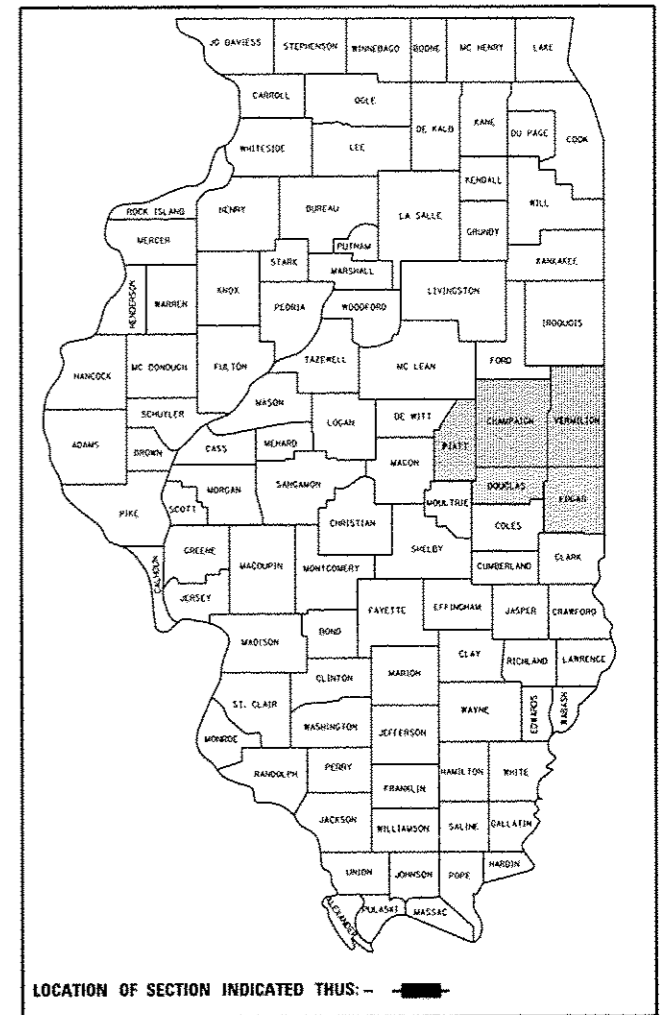 JO DAVIESS STEPHENSON WINNEBAGO BOONE MC HENRY LAKE
CARROLL OGLE DE KALB KANE DU PAGE COOK
WHITESIDE LEE KENDALL WILL
ROCK ISLAND HENRY BUREAU LA SALLE GRUNDY
MERCER STARK PUTNAM MARSHALL KANKAKEE
HENDERSON WARREN KNOX PEORIA WOODFORD LIVINGSTON IROQUOIS
HANCOCK MC DONOUGH FULTON TAZEWELL MC LEAN FORD
SCHUYLER MASON LOGAN DE WITT CHAMPAIGN VERMILION
ADAMS BROWN CASS MENARD MACON PIATT
PIKE SCOTT MORGAN SANGAMON CHRISTIAN MOULTRIE DOUGLAS EDGAR
COLES
CALHOUN GREENE MACOUPIN MONTGOMERY SHELBY CUMBERLAND CLARK
JERSEY FAYETTE EFFINGHAM JASPER CRAWFORD
MADISON BOND CLAY RICHLAND LAWRENCE
CLINTON MARION
ST. CLAIR WASHINGTON JEFFERSON WAYNE EDWARDS WABASH
MONROE
RANDOLPH PERRY FRANKLIN HAMILTON WHITE
JACKSON WILLIAMSON SALINE GALLATIN
UNION JOHNSON POPE HARDIN
ALEXANDER PULASKI MASSAC
LOCATION OF SECTION INDICATED THUS: -